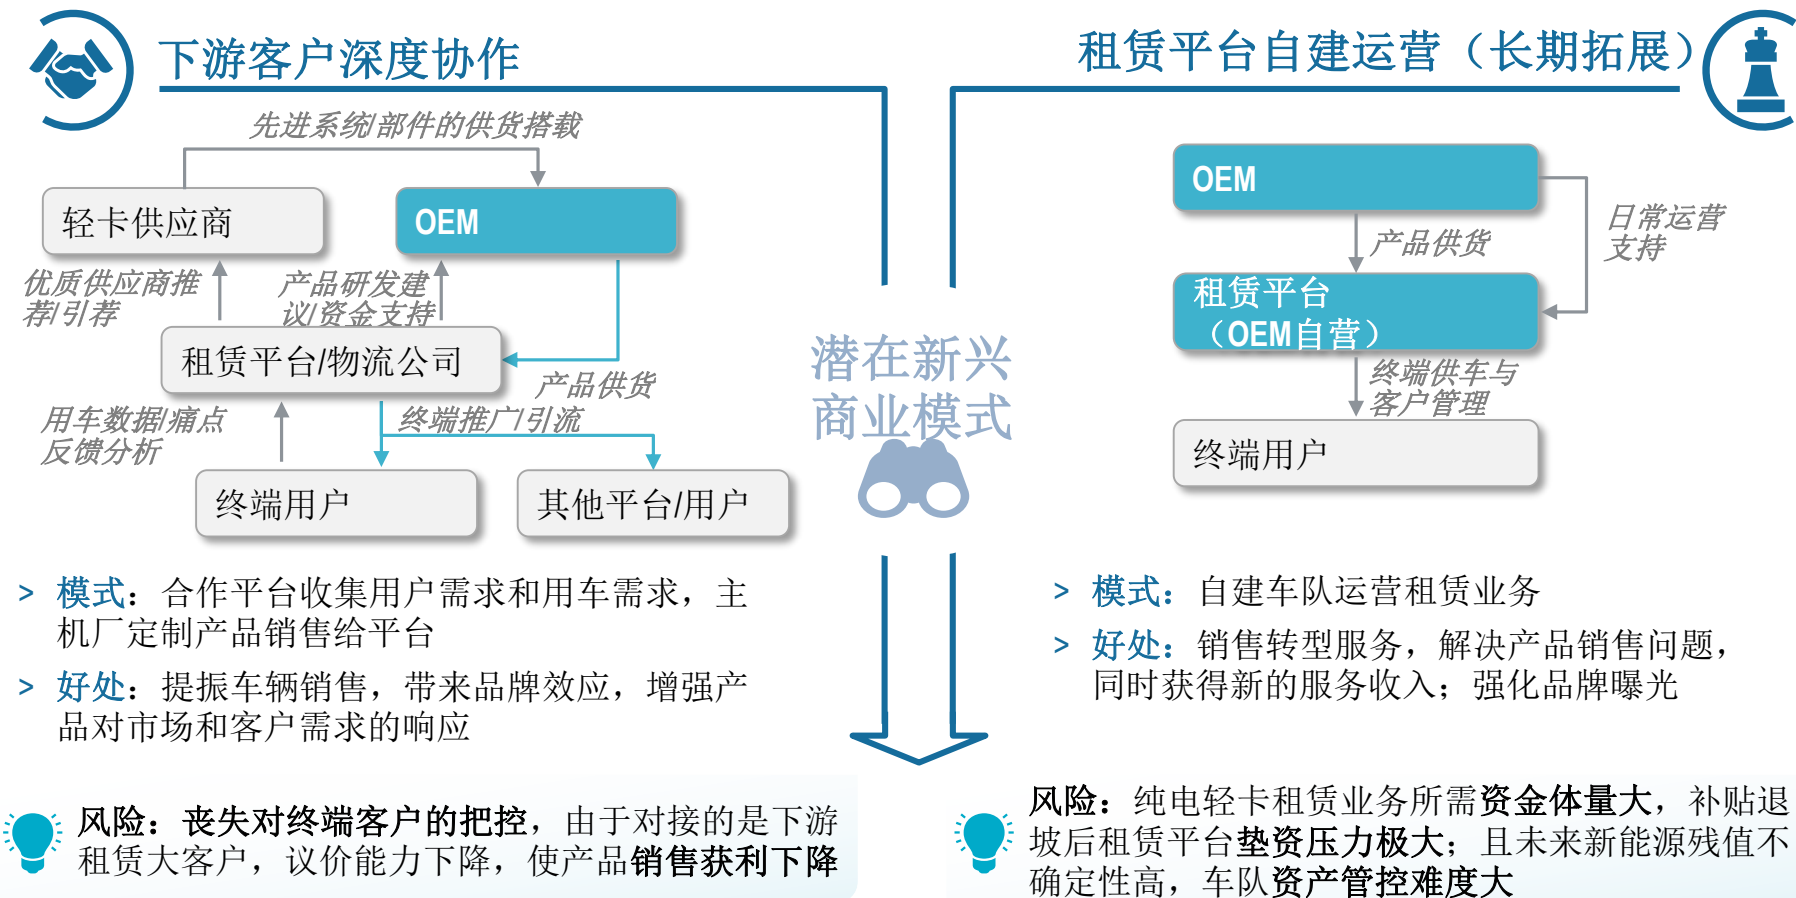 下游客户深度协作
先进系统/部件的供货搭载
轻卡供应商
OEM
优质供应商推
荐/引荐
产品研发建
议/资金支持
租赁平台/物流公司
产品供货
用车数据/痛点
反馈分析
终端推广/引流
终端用户
其他平台/用户
> 模式：合作平台收集用户需求和用车需求，主
机厂定制产品销售给平台
> 好处：提振车辆销售，带来品牌效应，增强产
品对市场和客户需求的响应
风险：丧失对终端客户的把控，由于对接的是下游
租赁大客户，议价能力下降，使产品销售获利下降
潜在新兴
商业模式
租赁平台自建运营（长期拓展）
OEM
产品供货
日常运营
支持
租赁平台
（OEM自营）
终端供车与
客户管理
终端用户
> 模式：自建车队运营租赁业务
> 好处：销售转型服务，解决产品销售问题，
同时获得新的服务收入；强化品牌曝光
风险：纯电轻卡租赁业务所需资金体量大，补贴退
坡后租赁平台垫资压力极大；且未来新能源残值不
确定性高，车队资产管控难度大